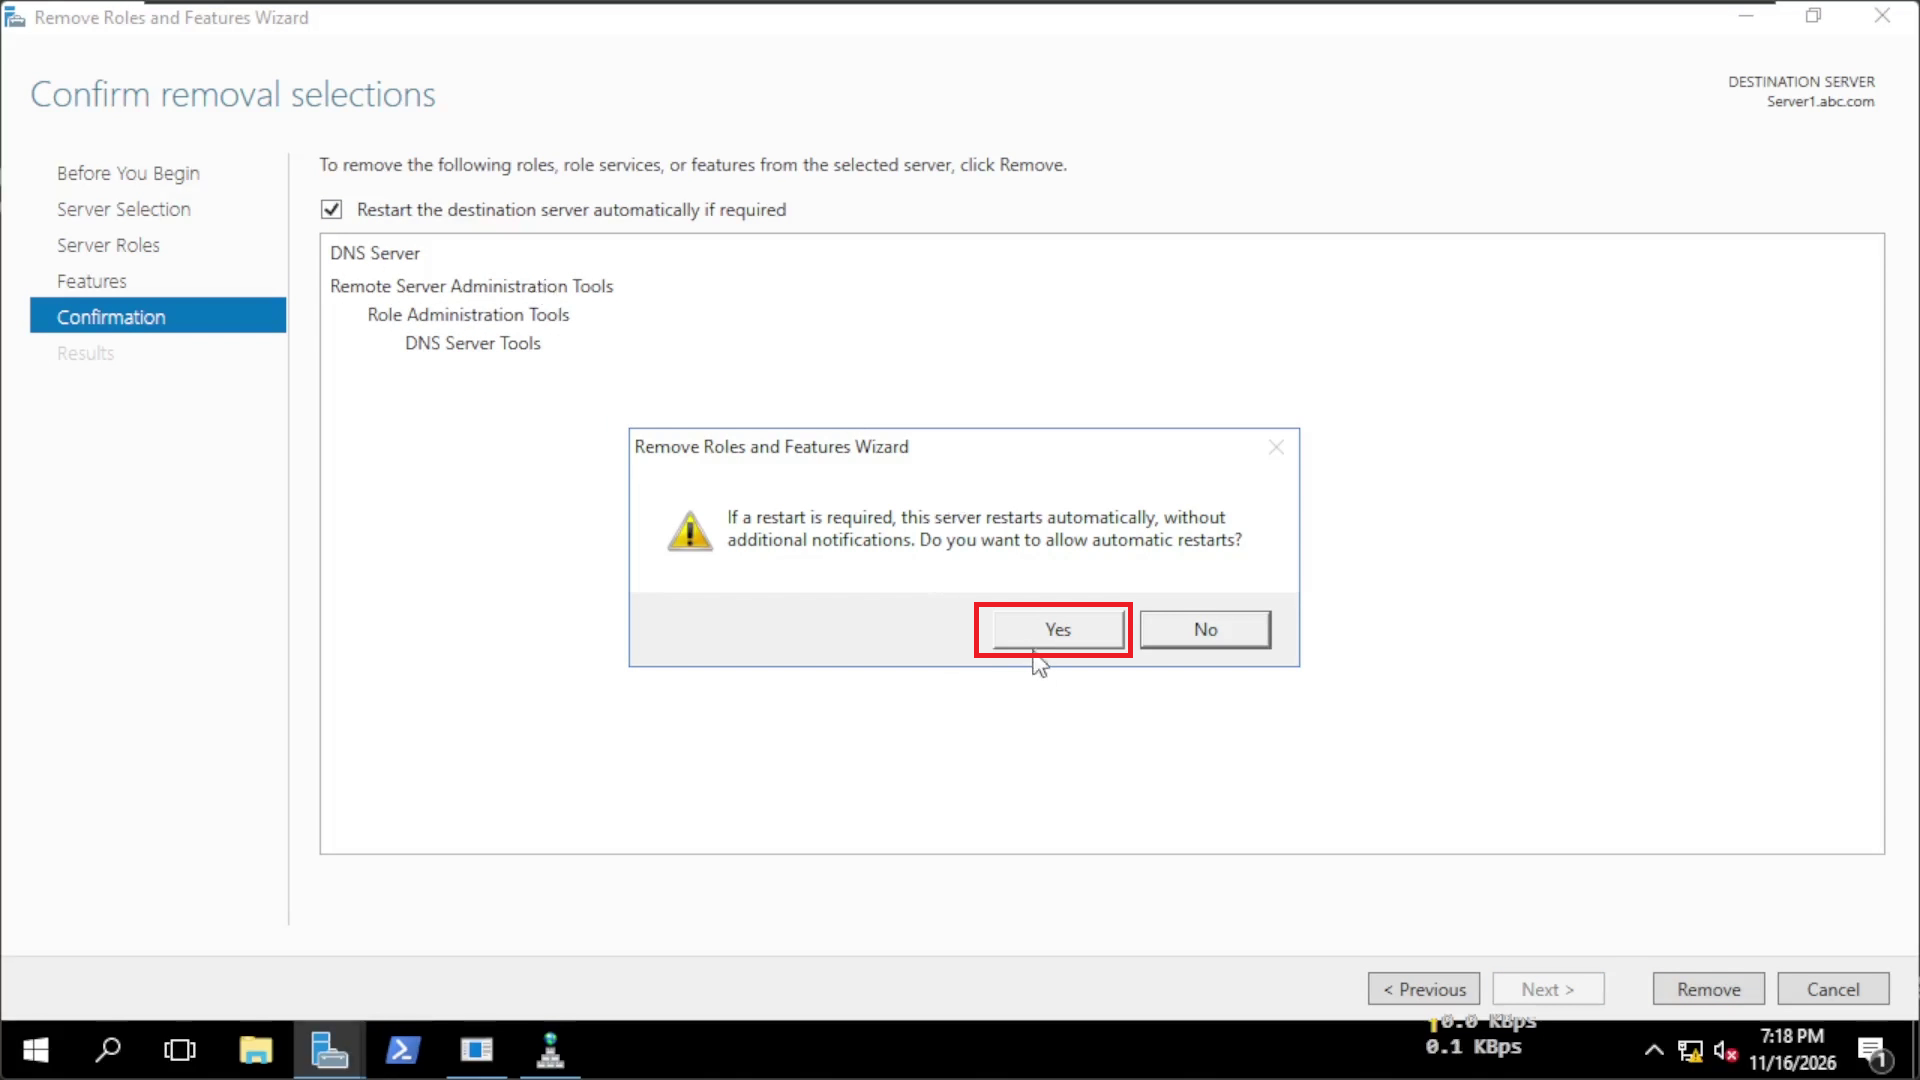 Remove Roles and Features Wizard
Confirm removal selections
DESTINATION SERVER
Server1.abc.com
Before You Begin
Server Selection
Server Roles
Features
Confirmation
Results
To remove the following roles, role services, or features from the selected server, click Remove.
Restart the destination server automatically if required
DNS Server
Remote Server Administration Tools
Role Administration Tools
DNS Server Tools
Remove Roles and Features Wizard
If a restart is required, this server restarts automatically, without
additional notifications. Do you want to allow automatic restarts?
Yes
No
< Previous
Next >
Remove
Cancel
0.0 KBps
0.1 KBps
7:18 PM
11/16/2026
1